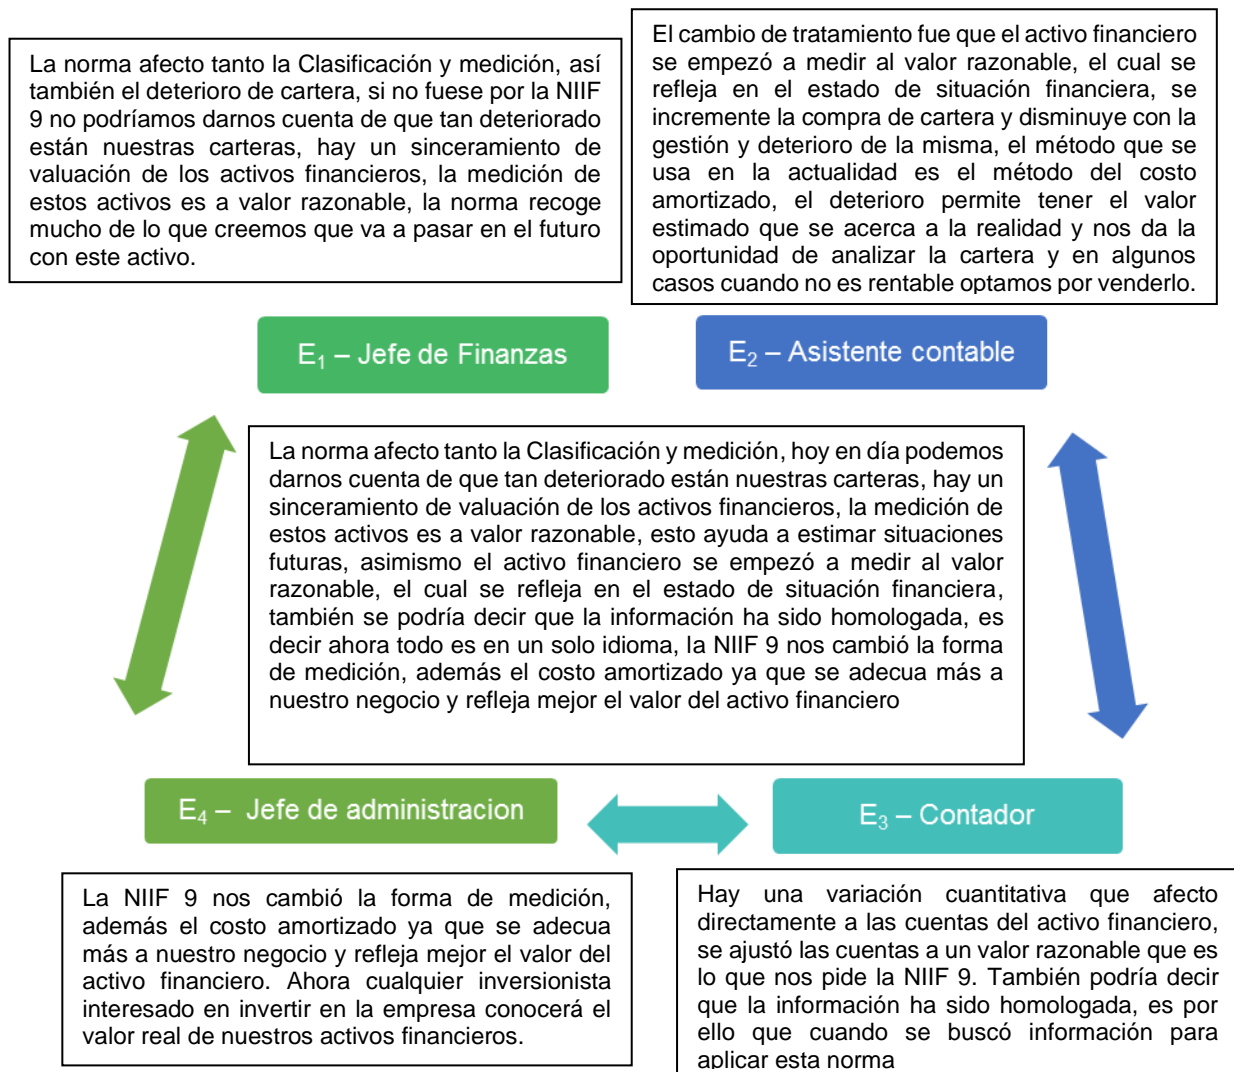 La norma afecto tanto la Clasificación y medición, así
también el deterioro de cartera, si no fuese por la NIIF
9 no podríamos darnos cuenta de que tan deteriorado
están nuestras carteras, hay un sinceramiento de
valuación de los activos financieros, la medición de
estos activos es a valor razonable, la norma recoge
mucho de lo que creemos que va a pasar en el futuro
con este activo.
El cambio de tratamiento fue que el activo financiero
se empezó a medir al valor razonable, el cual se
refleja en el estado de situación financiera, se
incremente la compra de cartera y disminuye con la
gestión y deterioro de la misma, el método que se
usa en la actualidad es el método del costo
amortizado, el deterioro permite tener el valor
estimado que se acerca a la realidad y nos da la
oportunidad de analizar la cartera y en algunos
casos cuando no es rentable optamos por venderlo.
E₁ – Jefe de Finanzas
E₂ – Asistente contable
La norma afecto tanto la Clasificación y medición, hoy en día podemos
darnos cuenta de que tan deteriorado están nuestras carteras, hay un
sinceramiento de valuación de los activos financieros, la medición de
estos activos es a valor razonable, esto ayuda a estimar situaciones
futuras, asimismo el activo financiero se empezó a medir al valor
razonable, el cual se refleja en el estado de situación financiera,
también se podría decir que la información ha sido homologada, es
decir ahora todo es en un solo idioma, la NIIF 9 nos cambió la forma
de medición, además el costo amortizado ya que se adecua más a
nuestro negocio y refleja mejor el valor del activo financiero
E₄ – Jefe de administracion
E₃ – Contador
La NIIF 9 nos cambió la forma de medición,
además el costo amortizado ya que se adecua
más a nuestro negocio y refleja mejor el valor del
activo financiero. Ahora cualquier inversionista
interesado en invertir en la empresa conocerá el
valor real de nuestros activos financieros.
Hay una variación cuantitativa que afecto
directamente a las cuentas del activo financiero,
se ajustó las cuentas a un valor razonable que es
lo que nos pide la NIIF 9. También podría decir
que la información ha sido homologada, es por
ello que cuando se buscó información para
aplicar esta norma